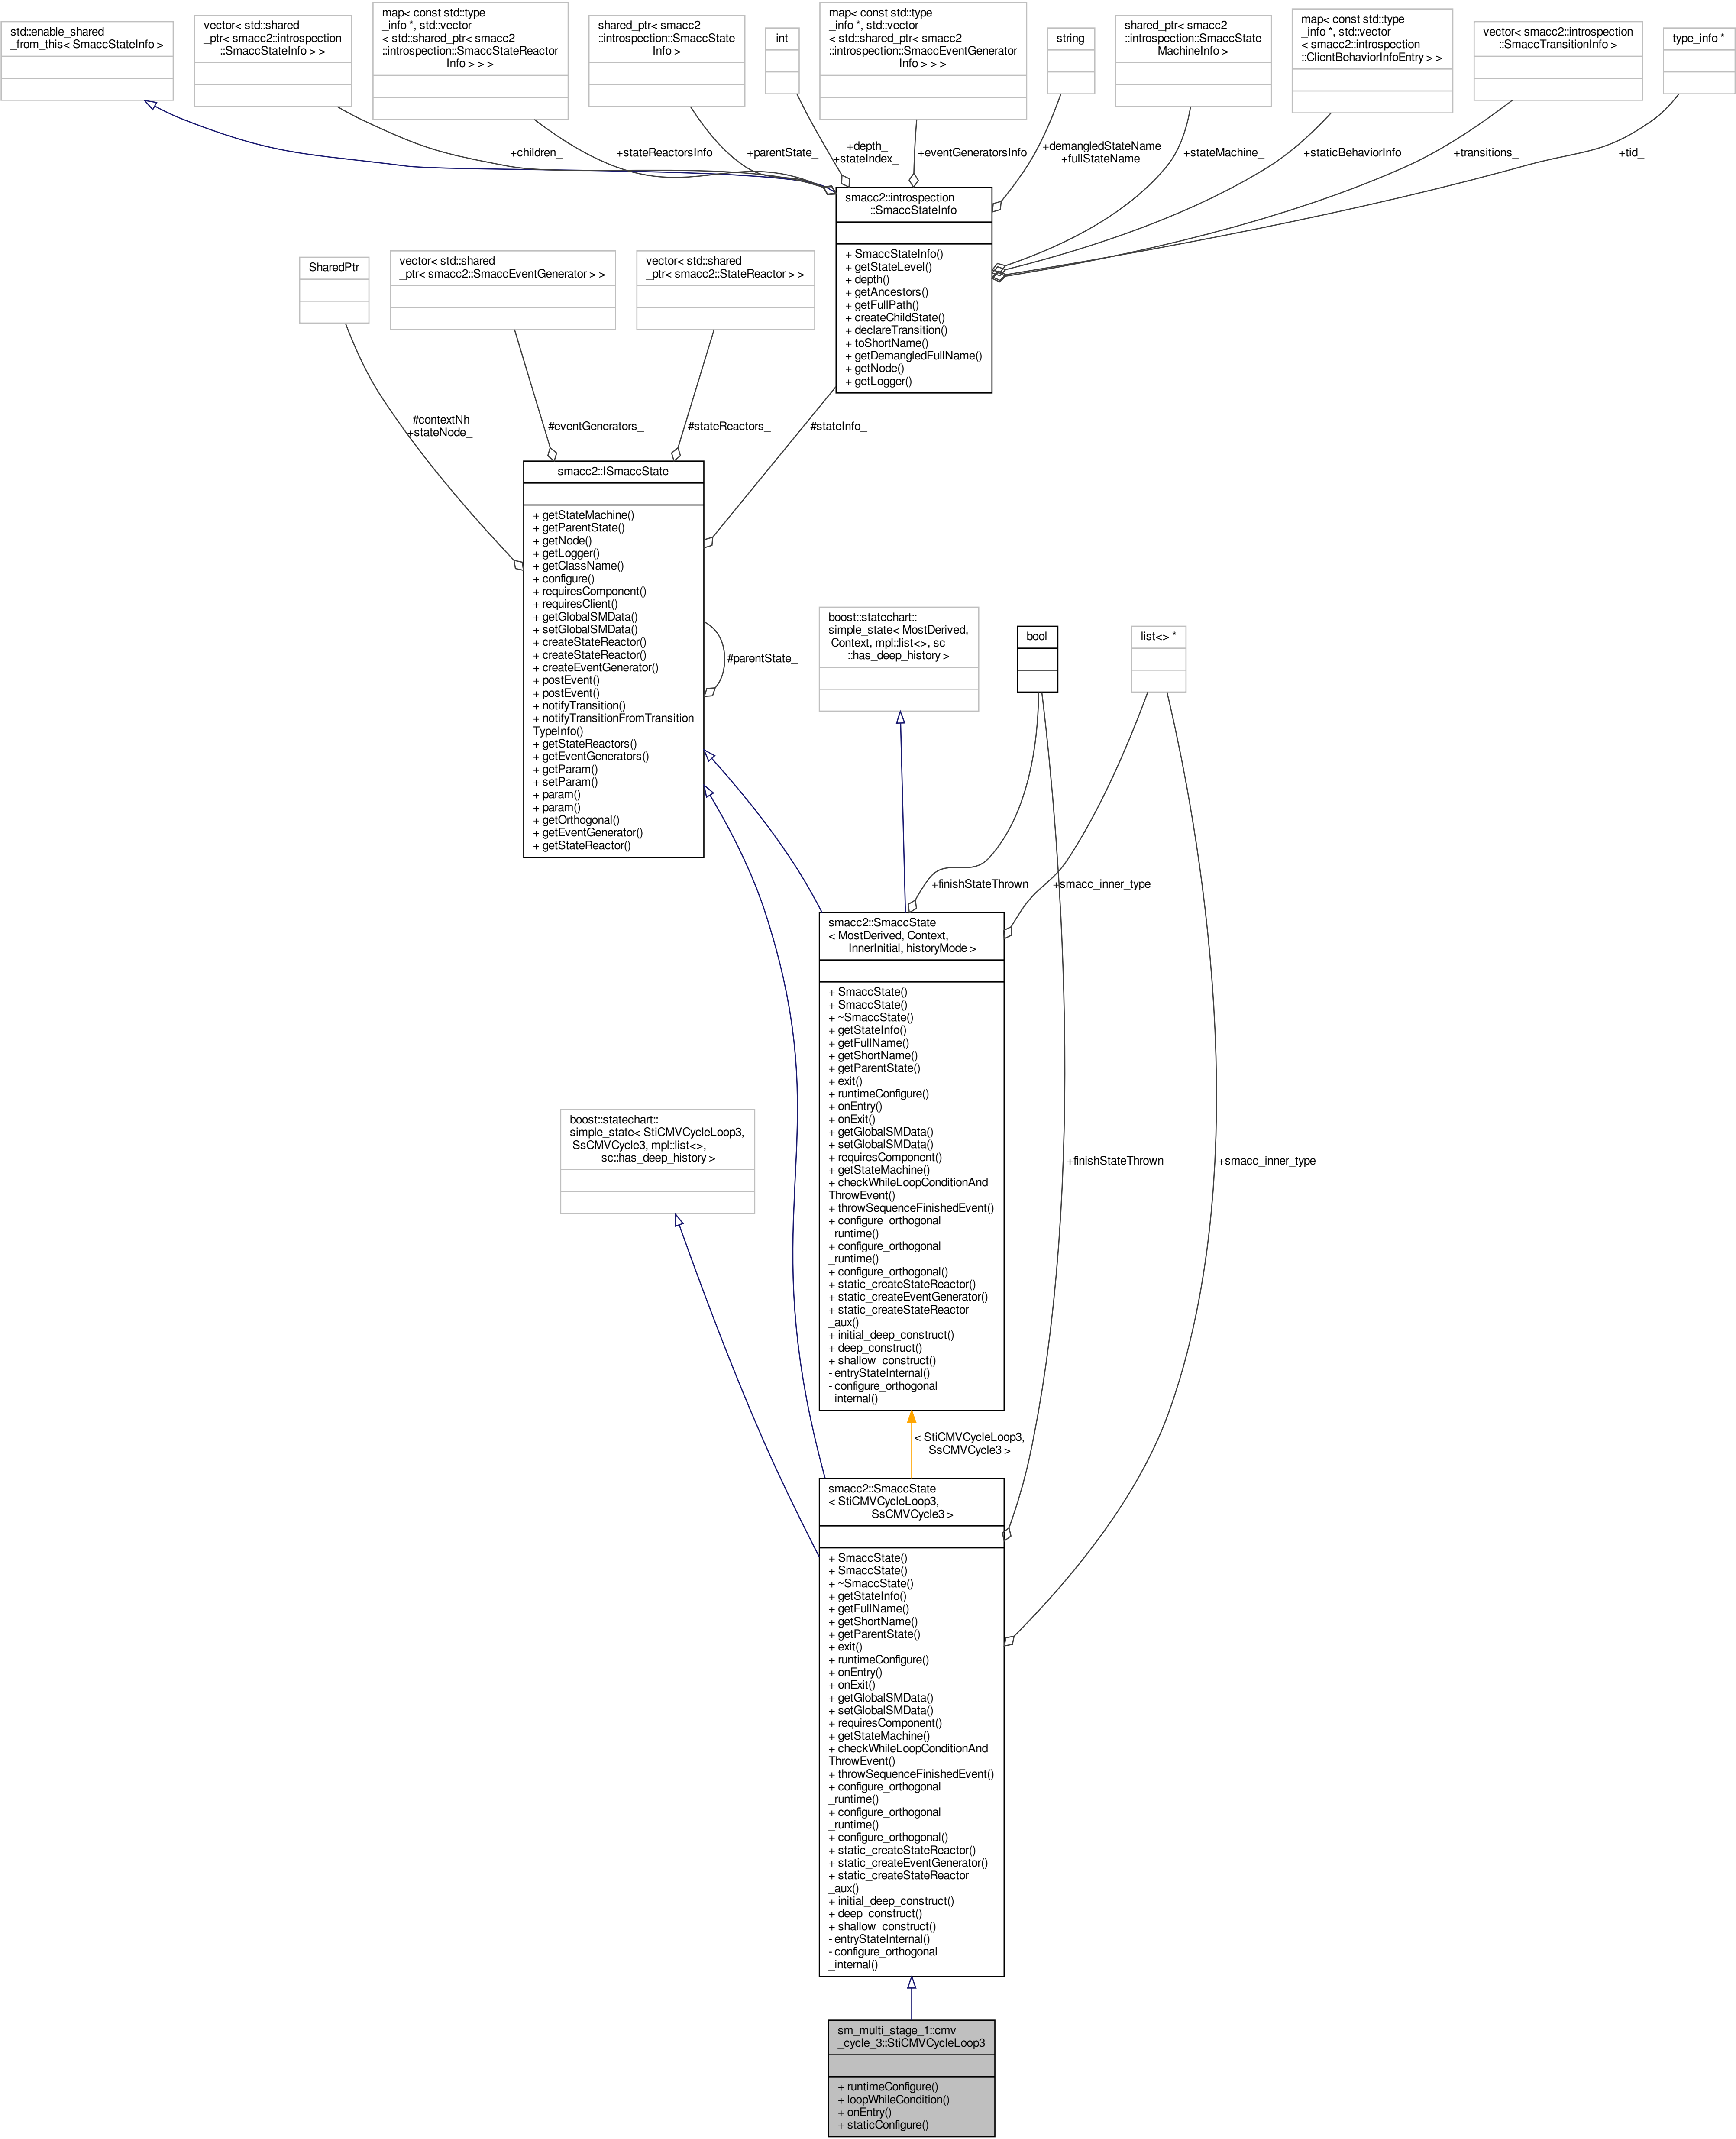 std::enable_shared
_from_this< SmaccStateInfo >
vector< std::shared
_ptr< smacc2::introspection
::SmaccStateInfo > >
map< const std::type
_info *, std::vector
< std::shared_ptr< smacc2
::introspection::SmaccStateReactor
Info > > >
shared_ptr< smacc2
::introspection::SmaccState
Info >
int
map< const std::type
_info *, std::vector
< std::shared_ptr< smacc2
::introspection::SmaccEventGenerator
Info > > >
string
shared_ptr< smacc2
::introspection::SmaccState
MachineInfo >
map< const std::type
_info *, std::vector
< smacc2::introspection
::ClientBehaviorInfoEntry > >
vector< smacc2::introspection
::SmaccTransitionInfo >
type_info *
+children_
+stateReactorsInfo
+parentState_
+depth_
+stateIndex_
+eventGeneratorsInfo
+demangledStateName
+fullStateName
+stateMachine_
+staticBehaviorInfo
+transitions_
+tid_
smacc2::introspection
::SmaccStateInfo
+ SmaccStateInfo()
+ getStateLevel()
+ depth()
+ getAncestors()
+ getFullPath()
+ createChildState()
+ declareTransition()
+ toShortName()
+ getDemangledFullName()
+ getNode()
+ getLogger()
SharedPtr
vector< std::shared
_ptr< smacc2::SmaccEventGenerator > >
vector< std::shared
_ptr< smacc2::StateReactor > >
#contextNh
+stateNode_
#eventGenerators_
#stateReactors_
#stateInfo_
smacc2::ISmaccState
+ getStateMachine()
+ getParentState()
+ getNode()
+ getLogger()
+ getClassName()
+ configure()
+ requiresComponent()
+ requiresClient()
+ getGlobalSMData()
+ setGlobalSMData()
+ createStateReactor()
+ createStateReactor()
+ createEventGenerator()
+ postEvent()
+ postEvent()
+ notifyTransition()
+ notifyTransitionFromTransition
TypeInfo()
+ getStateReactors()
+ getEventGenerators()
+ getParam()
+ setParam()
+ param()
+ param()
+ getOrthogonal()
+ getEventGenerator()
+ getStateReactor()
#parentState_
boost::statechart::
simple_state< MostDerived,
Context, mpl::list<>, sc
::has_deep_history >
bool
list<> *
+finishStateThrown
+smacc_inner_type
smacc2::SmaccState
< MostDerived, Context,
InnerInitial, historyMode >
+ SmaccState()
+ SmaccState()
+ ~SmaccState()
+ getStateInfo()
+ getFullName()
+ getShortName()
+ getParentState()
+ exit()
+ runtimeConfigure()
+ onEntry()
+ onExit()
+ getGlobalSMData()
+ setGlobalSMData()
+ requiresComponent()
+ getStateMachine()
+ checkWhileLoopConditionAnd
ThrowEvent()
+ throwSequenceFinishedEvent()
+ configure_orthogonal
_runtime()
+ configure_orthogonal
_runtime()
+ configure_orthogonal()
+ static_createStateReactor()
+ static_createEventGenerator()
+ static_createStateReactor
_aux()
+ initial_deep_construct()
+ deep_construct()
+ shallow_construct()
- entryStateInternal()
- configure_orthogonal
_internal()
boost::statechart::
simple_state< StiCMVCycleLoop3,
SsCMVCycle3, mpl::list<>,
sc::has_deep_history >
+finishStateThrown
+smacc_inner_type
< StiCMVCycleLoop3,
SsCMVCycle3 >
smacc2::SmaccState
< StiCMVCycleLoop3,
SsCMVCycle3 >
+ SmaccState()
+ SmaccState()
+ ~SmaccState()
+ getStateInfo()
+ getFullName()
+ getShortName()
+ getParentState()
+ exit()
+ runtimeConfigure()
+ onEntry()
+ onExit()
+ getGlobalSMData()
+ setGlobalSMData()
+ requiresComponent()
+ getStateMachine()
+ checkWhileLoopConditionAnd
ThrowEvent()
+ throwSequenceFinishedEvent()
+ configure_orthogonal
_runtime()
+ configure_orthogonal
_runtime()
+ configure_orthogonal()
+ static_createStateReactor()
+ static_createEventGenerator()
+ static_createStateReactor
_aux()
+ initial_deep_construct()
+ deep_construct()
+ shallow_construct()
- entryStateInternal()
- configure_orthogonal
_internal()
sm_multi_stage_1::cmv
_cycle_3::StiCMVCycleLoop3
+ runtimeConfigure()
+ loopWhileCondition()
+ onEntry()
+ staticConfigure()